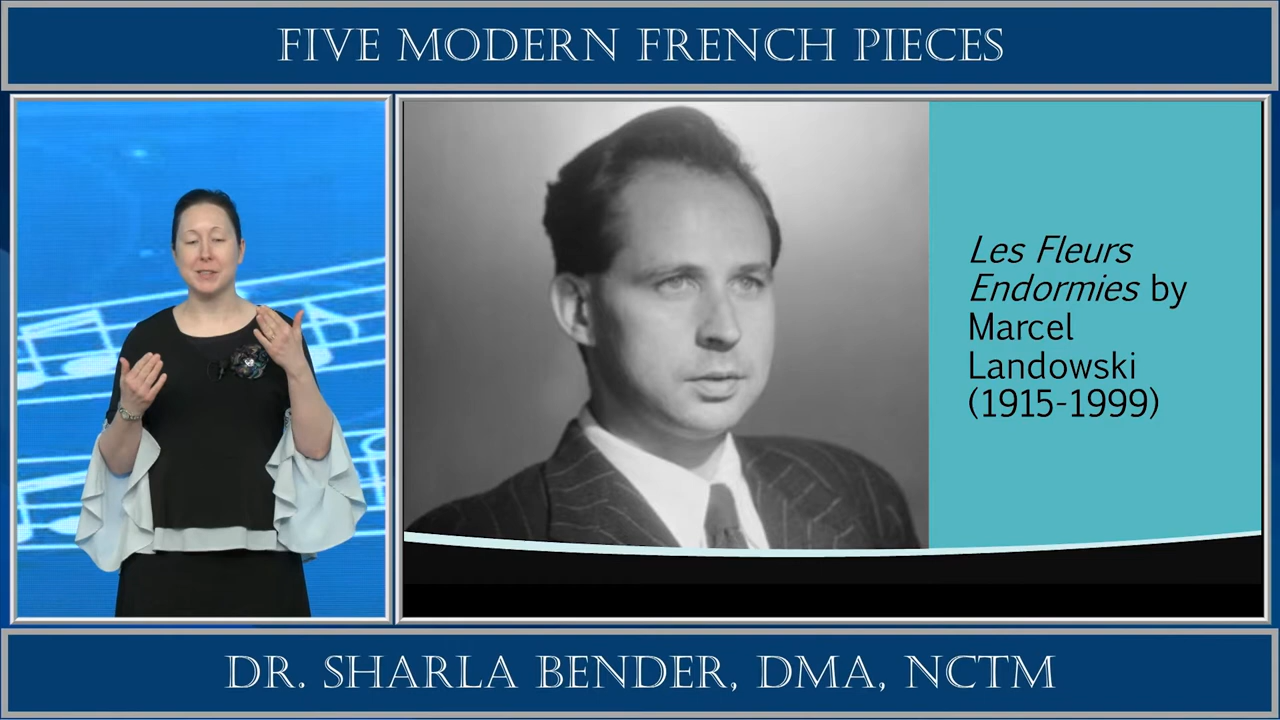 FIVE MODERN FRENCH PIECES
Les Fleurs
Endormies by
Marcel
Landowski
(1915-1999)
DR. SHARLA BENDER, DMA, NCTM